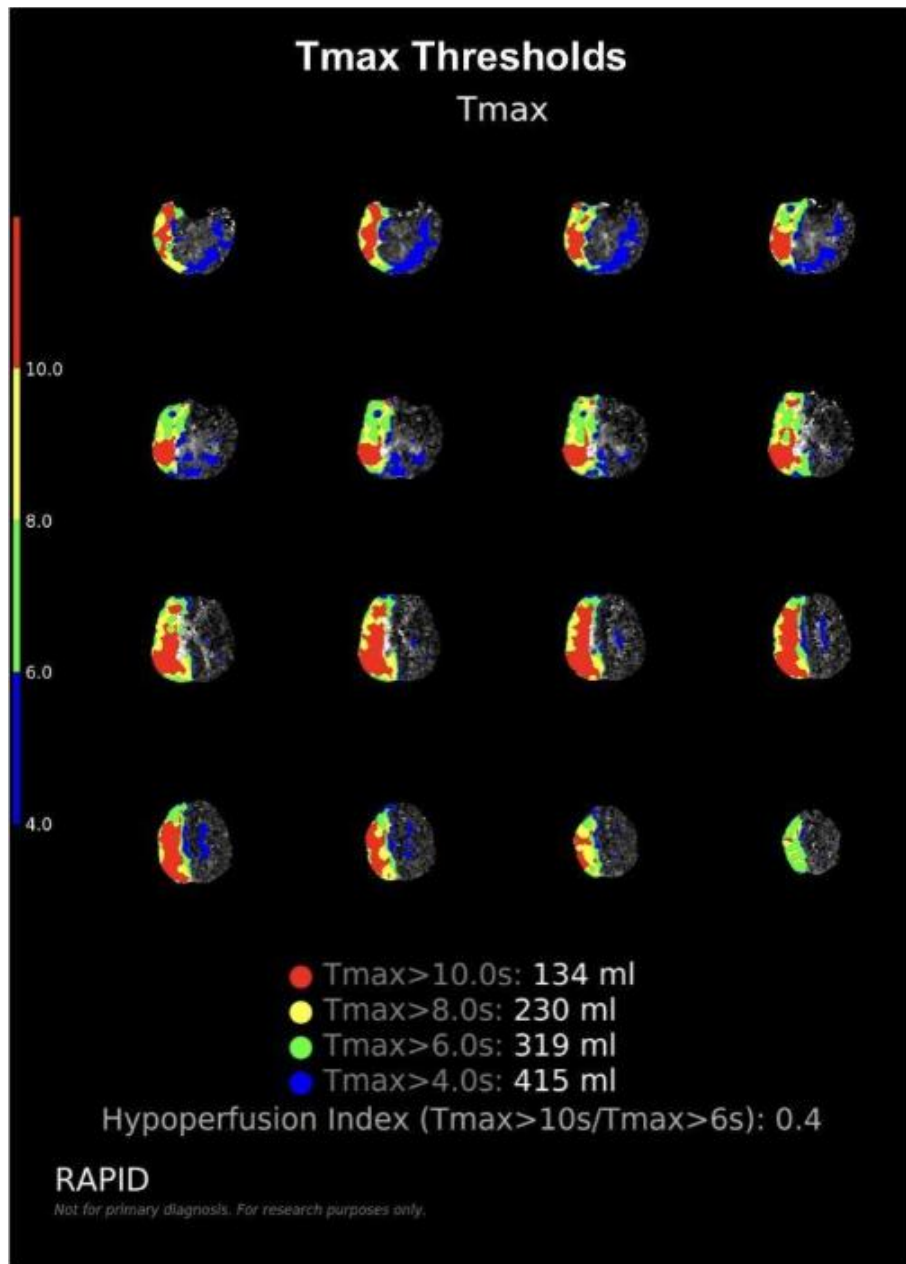 Tmax Thresholds
Tmax
10.0
8.0
6.0
4.0
Tmax>10.0s: 134 ml
Tmax>8.0s: 230 ml
Tmax>6.0s: 319 ml
Tmax>4.0s: 415 ml
Hypoperfusion Index (Tmax>10s/Tmax>6s): 0.4
RAPID
Not for primary diagnosis. For research purposes only.